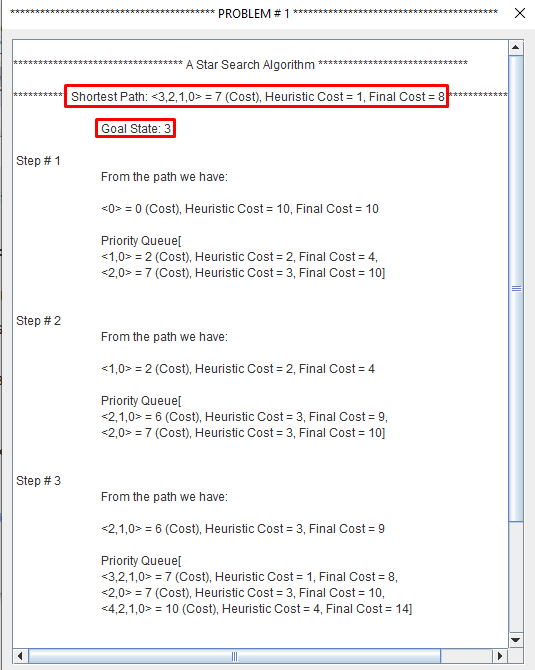 ****************************************** PROBLEM # 1 ******************************************
********************************** A Star Search Algorithm ******************************
********** Shortest Path: <3,2,1,0> = 7 (Cost), Heuristic Cost = 1, Final Cost = 8 ************
Goal State: 3
Step # 1
From the path we have:
<0> = 0 (Cost), Heuristic Cost = 10, Final Cost = 10
Priority Queue[
<1,0> = 2 (Cost), Heuristic Cost = 2, Final Cost = 4,
<2,0> = 7 (Cost), Heuristic Cost = 3, Final Cost = 10]
Step # 2
From the path we have:
<1,0> = 2 (Cost), Heuristic Cost = 2, Final Cost = 4
Priority Queue[
<2,1,0> = 6 (Cost), Heuristic Cost = 3, Final Cost = 9,
<2,0> = 7 (Cost), Heuristic Cost = 3, Final Cost = 10]
Step # 3
From the path we have:
<2,1,0> = 6 (Cost), Heuristic Cost = 3, Final Cost = 9
Priority Queue[
<3,2,1,0> = 7 (Cost), Heuristic Cost = 1, Final Cost = 8,
<2,0> = 7 (Cost), Heuristic Cost = 3, Final Cost = 10,
<4,2,1,0> = 10 (Cost), Heuristic Cost = 4, Final Cost = 14]